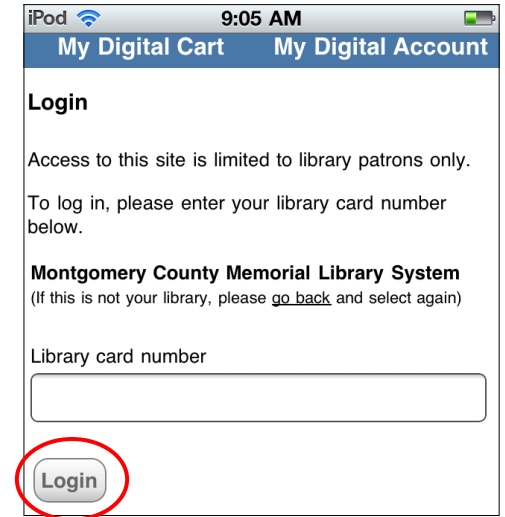 iPod 9:05 AM
My Digital Cart My Digital Account
Login
Access to this site is limited to library patrons only.
To log in, please enter your library card number
below.
Montgomery County Memorial Library System
(If this is not your library, please go back and select again)
Library card number
Login